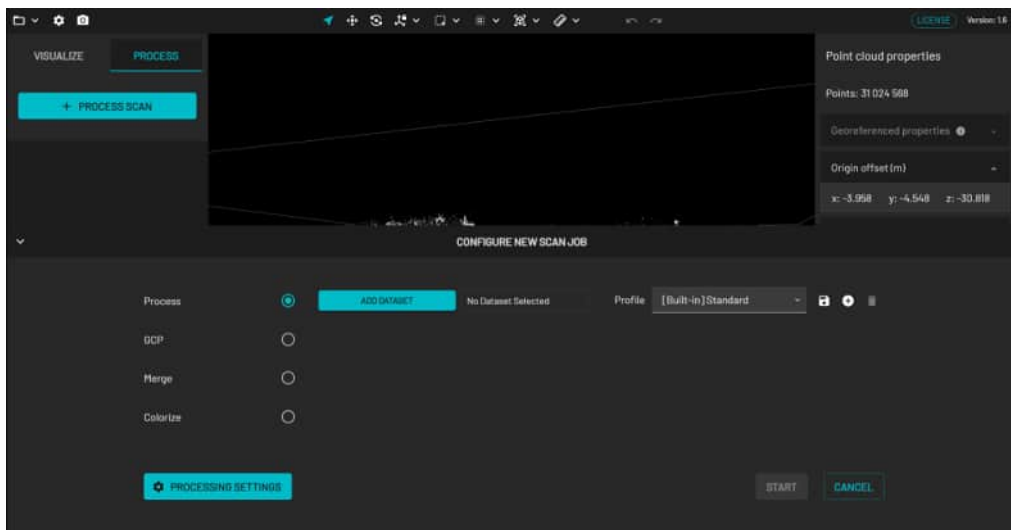 LICENSE Version: 1.6
VISUALIZE PROCESS
+ PROCESS SCAN
Point cloud properties
Points: 31 024 568
Georeferenced properties
Origin offset (m)
x: -3.958 y: -4.548 z: -30.818
CONFIGURE NEW SCAN JOB
Process ADD DATASET No Dataset Selected Profile [Built-in] Standard
GCP
Merge
Colorize
PROCESSING SETTINGS START CANCEL